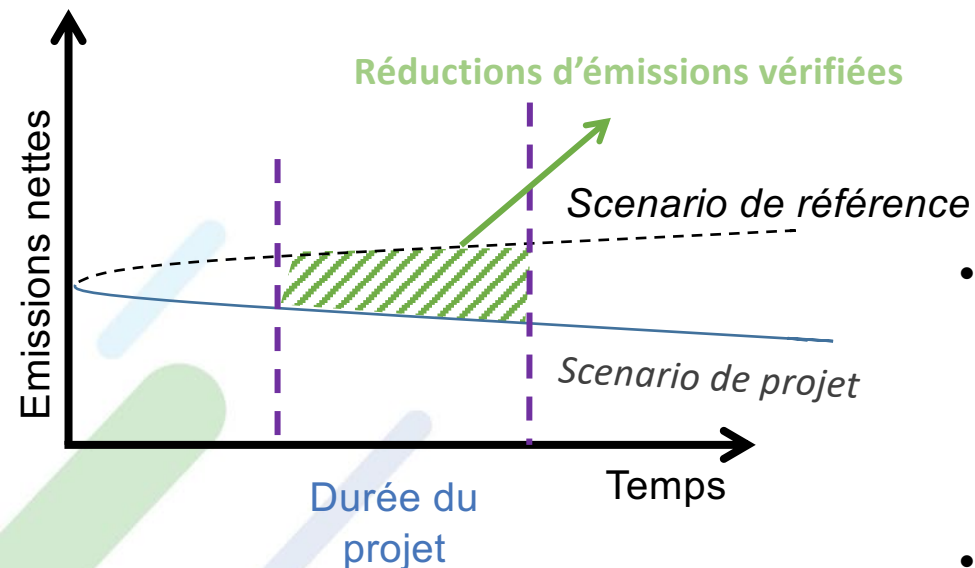 Réductions d’émissions vérifiées
Emissions nettes
Scenario de référence
•
Scenario de projet
Temps
Durée du
projet
•